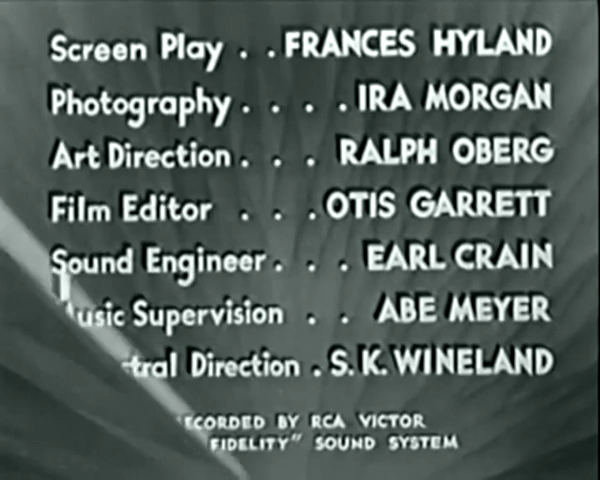 Screen Play . . FRANCES HYLAND
Photography . . . . IRA MORGAN
Art Direction . . . RALPH OBERG
Film Editor . . . OTIS GARRETT
Sound Engineer . . . EARL CRAIN
Music Supervision . . ABE MEYER
tral Direction . S. K. WINELAND
ECORDED BY RCA VICTOR
FIDELITY" SOUND SYSTEM